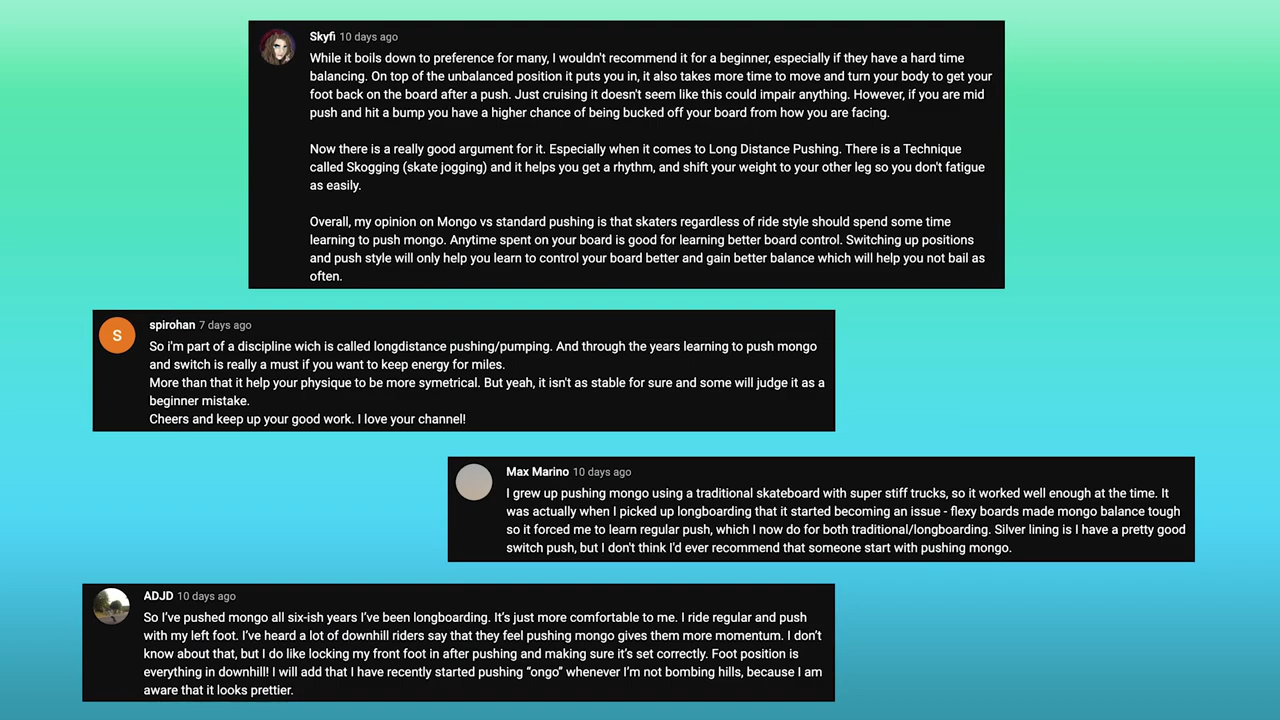 Skyfi 10 days ago
While it boils down to preference for many, I wouldn't recommend it for a beginner, especially if they have a hard time
balancing. On top of the unbalanced position it puts you in, it also takes more time to move and turn your body to get your
foot back on the board after a push. Just cruising it doesn't seem like this could impair anything. However, if you are mid
push and hit a bump you have a higher chance of being bucked off your board from how you are facing.
Now there is a really good argument for it. Especially when it comes to Long Distance Pushing. There is a Technique
called Skogging (skate jogging) and it helps you get a rhythm, and shift your weight to your other leg so you don't fatigue
as easily.
Overall, my opinion on Mongo vs standard pushing is that skaters regardless of ride style should spend some time
learning to push mongo. Anytime spent on your board is good for learning better board control. Switching up positions
and push style will only help you learn to control your board better and gain better balance which will help you not bail as
often.
S
spirohan 7 days ago
So i'm part of a discipline wich is called longdistance pushing/pumping. And through the years learning to push mongo
and switch is really a must if you want to keep energy for miles.
More than that it help your physique to be more symetrical. But yeah, it isn't as stable for sure and some will judge it as a
beginner mistake.
Cheers and keep up your good work. I love your channel!
Max Marino 10 days ago
I grew up pushing mongo using a traditional skateboard with super stiff trucks, so it worked well enough at the time. It
was actually when I picked up longboarding that it started becoming an issue - flexy boards made mongo balance tough
so it forced me to learn regular push, which I now do for both traditional/longboarding. Silver lining is I have a pretty good
switch push, but I don't think I'd ever recommend that someone start with pushing mongo.
ADJD 10 days ago
So I've pushed mongo all six-ish years I've been longboarding. It's just more comfortable to me. I ride regular and push
with my left foot. I've heard a lot of downhill riders say that they feel pushing mongo gives them more momentum. I don't
know about that, but I do like locking my front foot in after pushing and making sure it's set correctly. Foot position is
everything in downhill! I will add that I have recently started pushing “ongo” whenever I'm not bombing hills, because I am
aware that it looks prettier.